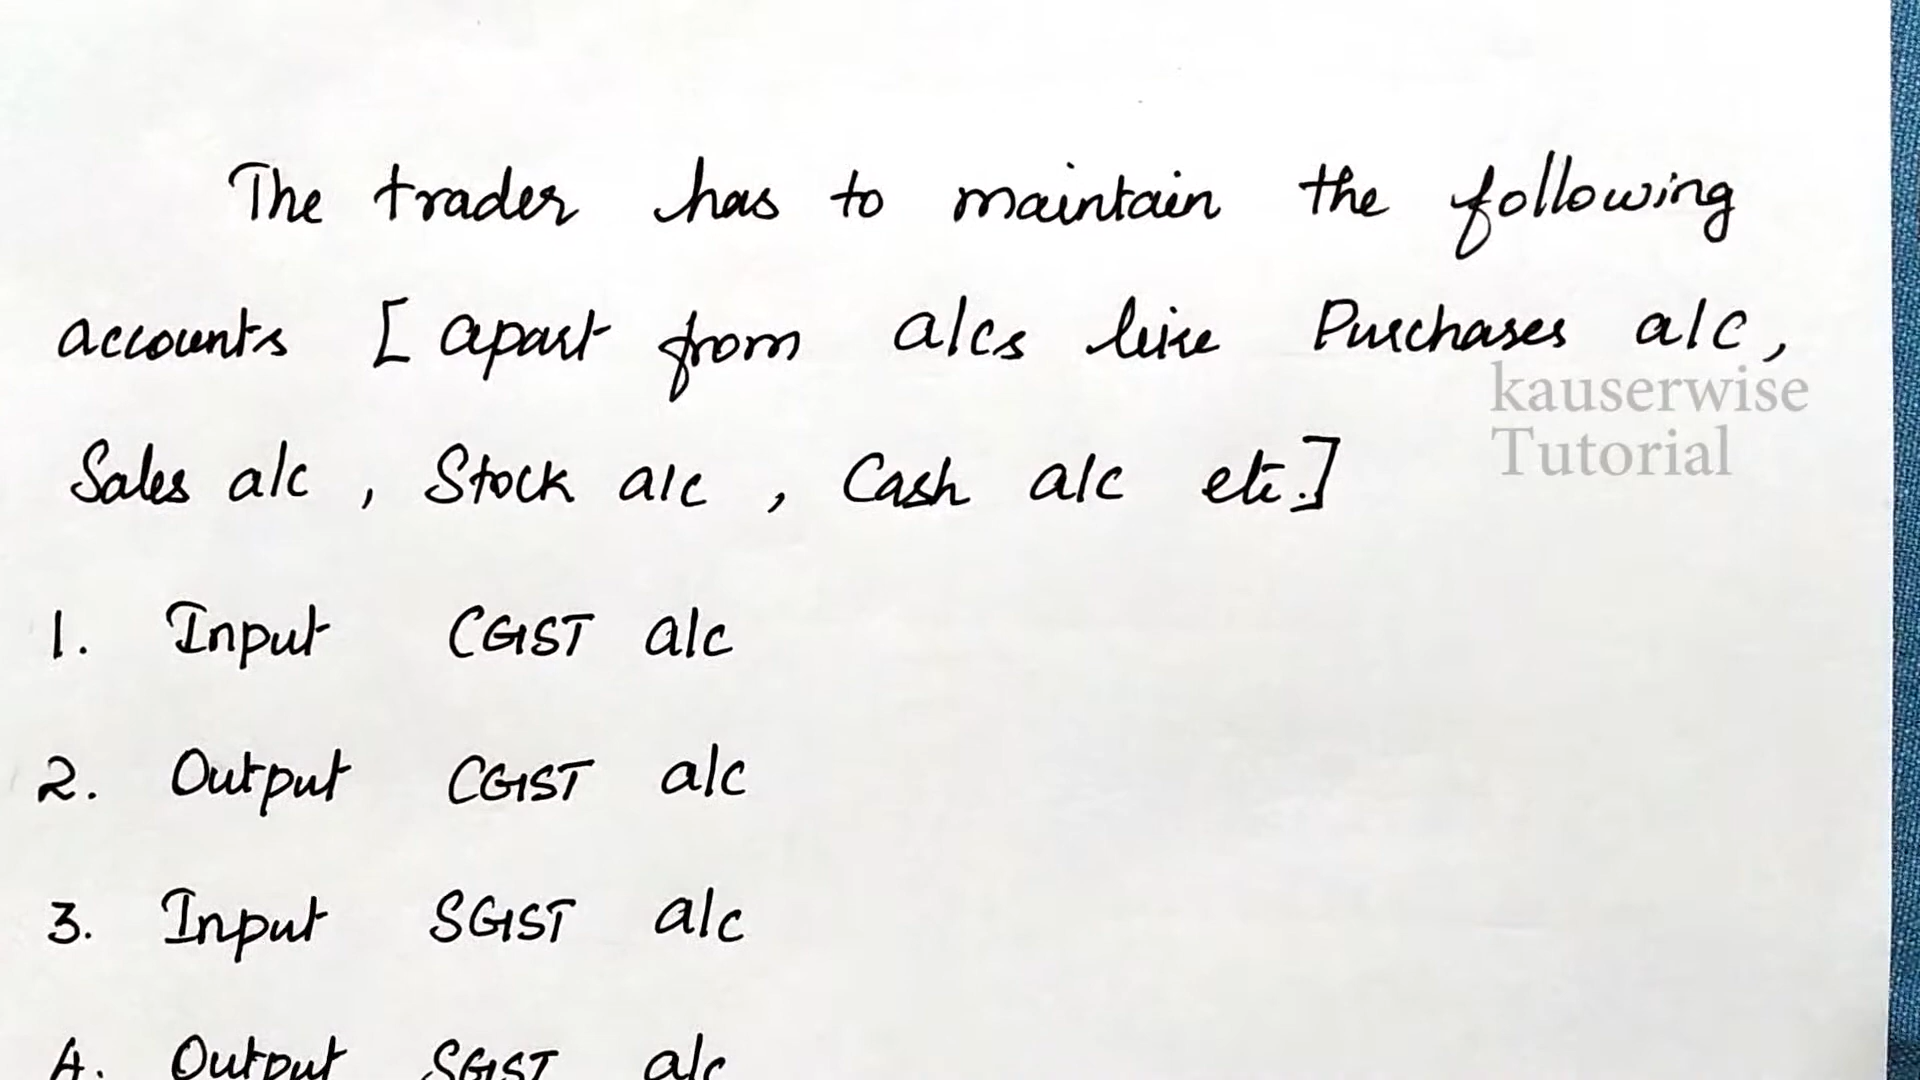 The trader has to maintain the following
accounts [ apart from a/cs like Purchases a/c,
kauserwise
Tutorial
Sales a/c, Stock a/c, Cash a/c etc.]
1. Input CGST a/c
2. Output CGST a/c
3. Input SGST a/c
4. Output SGST a/c